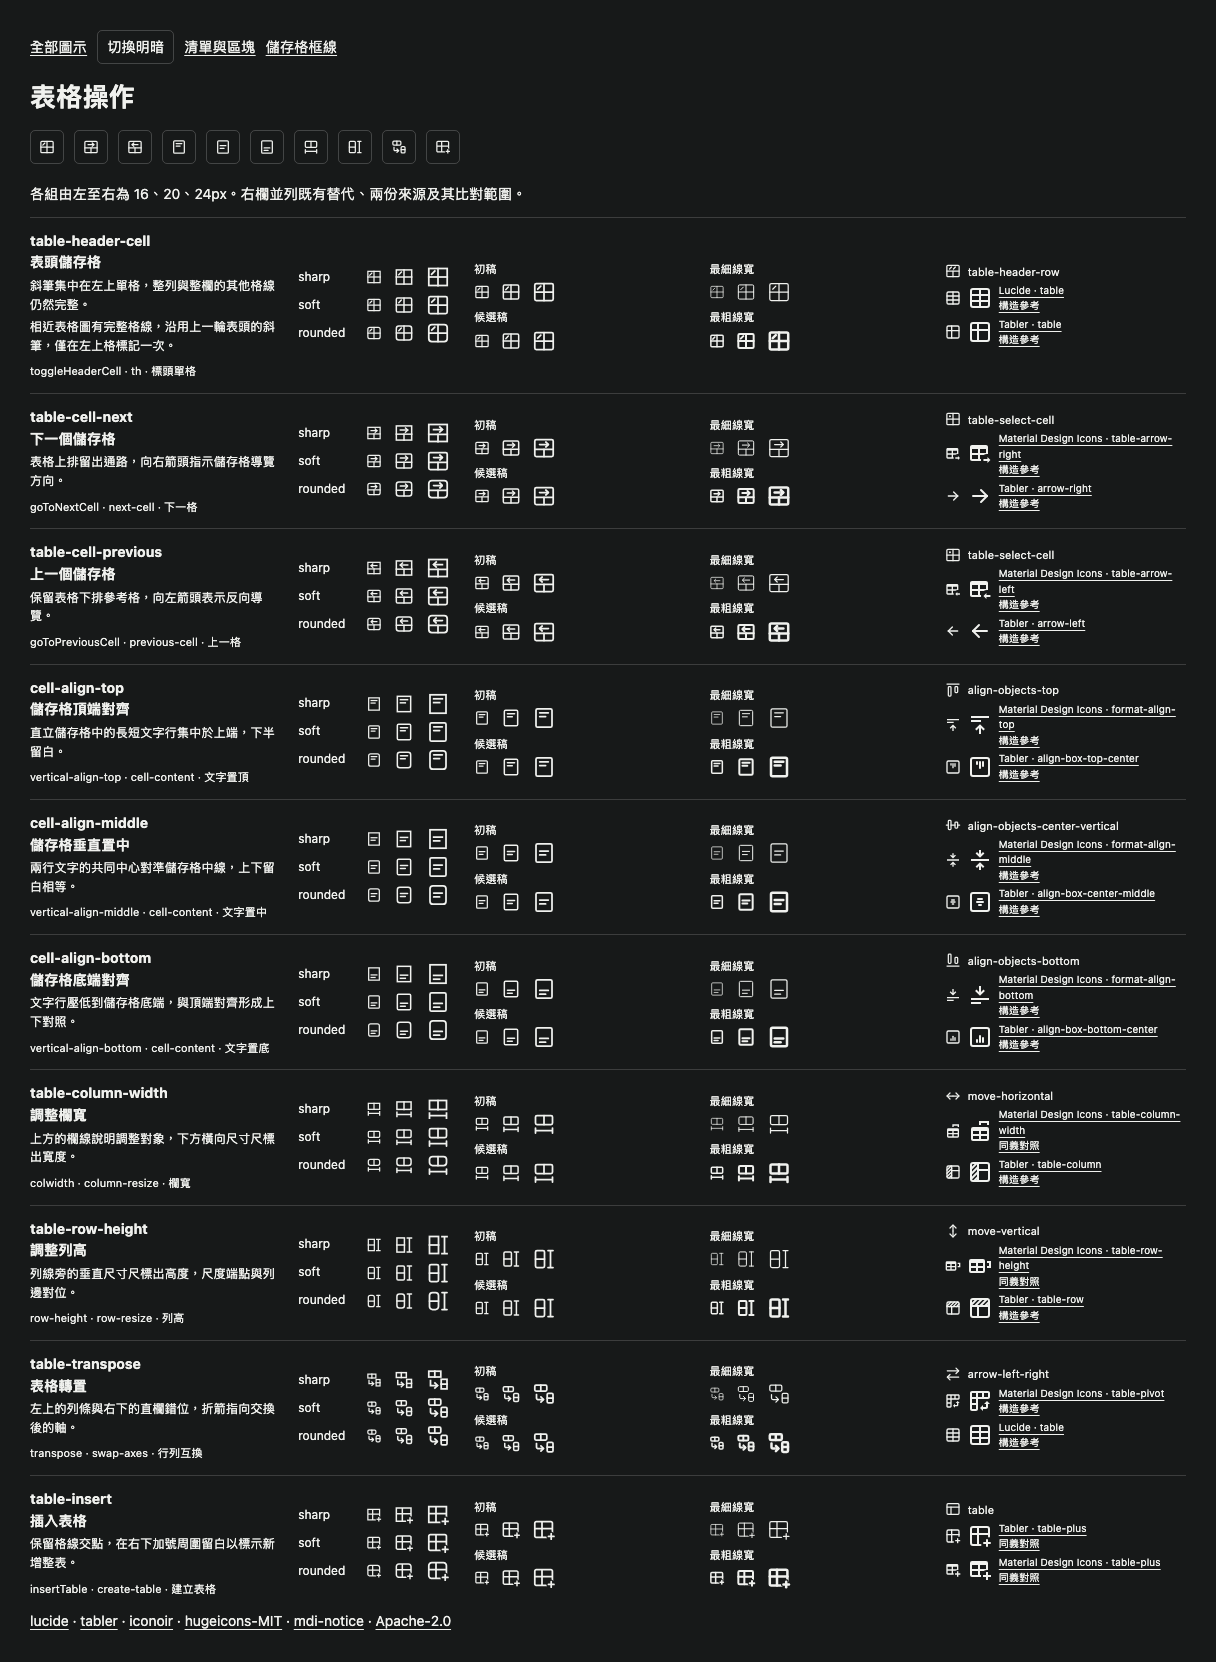 全部圖示 切換明暗 清單與區塊 儲存格框線
表格操作
各組由左至右為 16、20、24px。右欄並列既有替代、兩份來源及其比對範圍。
table-header-cell
表頭儲存格
斜筆集中在左上單格，整列與整欄的其他格線
仍然完整。
相近表格圖有完整格線，沿用上一輪表頭的斜
筆，僅在左上格標記一次。
toggleHeaderCell · th · 標頭單格
sharp
soft
rounded
初稿
候選稿
最細線寬
最粗線寬
table-header-row
Lucide · table
構造參考
Tabler · table
構造參考
table-cell-next
下一個儲存格
表格上排留出通路，向右箭頭指示儲存格導覽
方向。
goToNextCell · next-cell · 下一格
sharp
soft
rounded
初稿
候選稿
最細線寬
最粗線寬
table-select-cell
Material Design Icons · table-arrow-
right
構造參考
Tabler · arrow-right
構造參考
table-cell-previous
上一個儲存格
保留表格下排參考格，向左箭頭表示反向導
覽。
goToPreviousCell · previous-cell · 上一格
sharp
soft
rounded
初稿
候選稿
最細線寬
最粗線寬
table-select-cell
Material Design Icons · table-arrow-
left
構造參考
Tabler · arrow-left
構造參考
cell-align-top
儲存格頂端對齊
直立儲存格中的長短文字行集中於上端，下半
留白。
vertical-align-top · cell-content · 文字置頂
sharp
soft
rounded
初稿
候選稿
最細線寬
最粗線寬
align-objects-top
Material Design Icons · format-align-
top
構造參考
Tabler · align-box-top-center
構造參考
cell-align-middle
儲存格垂直置中
兩行文字的共同中心對準儲存格中線，上下留
白相等。
vertical-align-middle · cell-content · 文字置中
sharp
soft
rounded
初稿
候選稿
最細線寬
最粗線寬
align-objects-center-vertical
Material Design Icons · format-align-
middle
構造參考
Tabler · align-box-center-middle
構造參考
cell-align-bottom
儲存格底端對齊
文字行壓低到儲存格底端，與頂端對齊形成上
下對照。
vertical-align-bottom · cell-content · 文字置底
sharp
soft
rounded
初稿
候選稿
最細線寬
最粗線寬
align-objects-bottom
Material Design Icons · format-align-
bottom
構造參考
Tabler · align-box-bottom-center
構造參考
table-column-width
調整欄寬
上方的欄線說明調整對象，下方橫向尺寸尺標
出寬度。
colwidth · column-resize · 欄寬
sharp
soft
rounded
初稿
候選稿
最細線寬
最粗線寬
move-horizontal
Material Design Icons · table-column-
width
同義對照
Tabler · table-column
構造參考
table-row-height
調整列高
列線旁的垂直尺寸尺標出高度，尺度端點與列
邊對位。
row-height · row-resize · 列高
sharp
soft
rounded
初稿
候選稿
最細線寬
最粗線寬
move-vertical
Material Design Icons · table-row-
height
同義對照
Tabler · table-row
構造參考
table-transpose
表格轉置
左上的列條與右下的直欄錯位，折箭指向交換
後的軸。
transpose · swap-axes · 行列互換
sharp
soft
rounded
初稿
候選稿
最細線寬
最粗線寬
arrow-left-right
Material Design Icons · table-pivot
構造參考
Lucide · table
構造參考
table-insert
插入表格
保留格線交點，在右下加號周圍留白以標示新
增整表。
insertTable · create-table · 建立表格
sharp
soft
rounded
初稿
候選稿
最細線寬
最粗線寬
table
Tabler · table-plus
同義對照
Material Design Icons · table-plus
同義對照
lucide · tabler · iconoir · hugeicons-MIT · mdi-notice · Apache-2.0